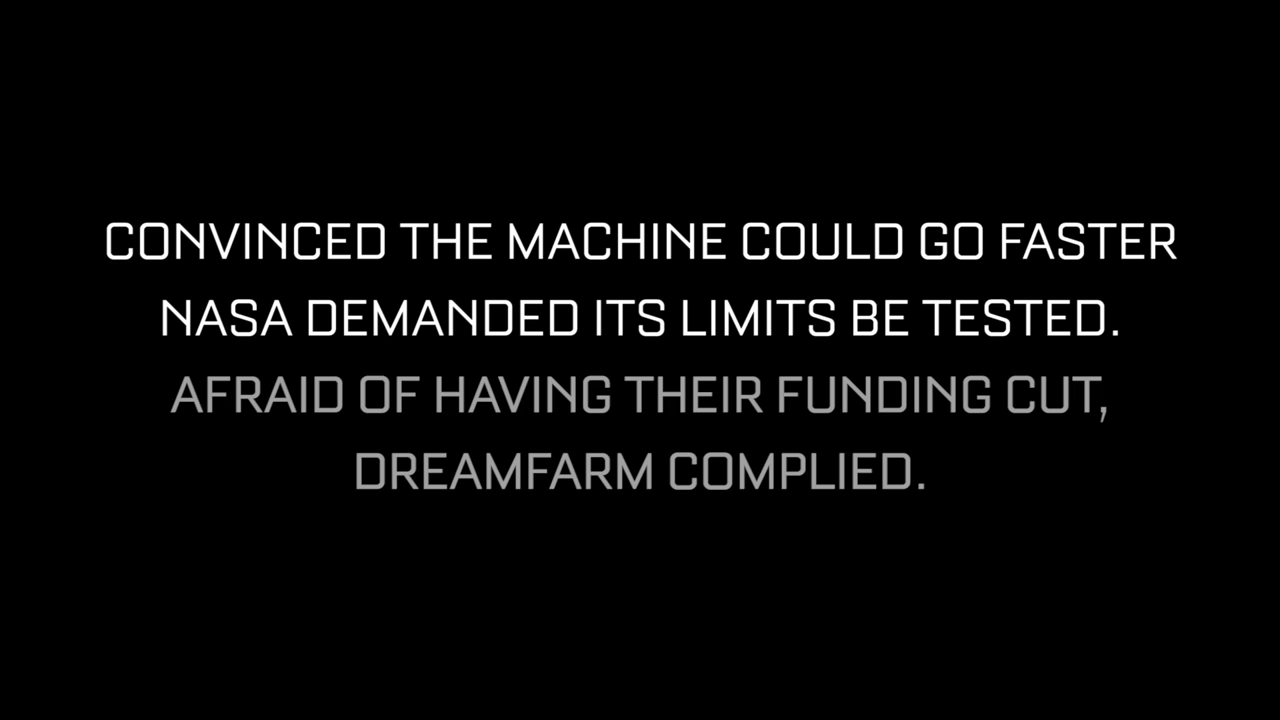 CONVINCED THE MACHINE COULD GO FASTER
NASA DEMANDED ITS LIMITS BE TESTED.
AFRAID OF HAVING THEIR FUNDING CUT,
DREAMFARM COMPLIED.